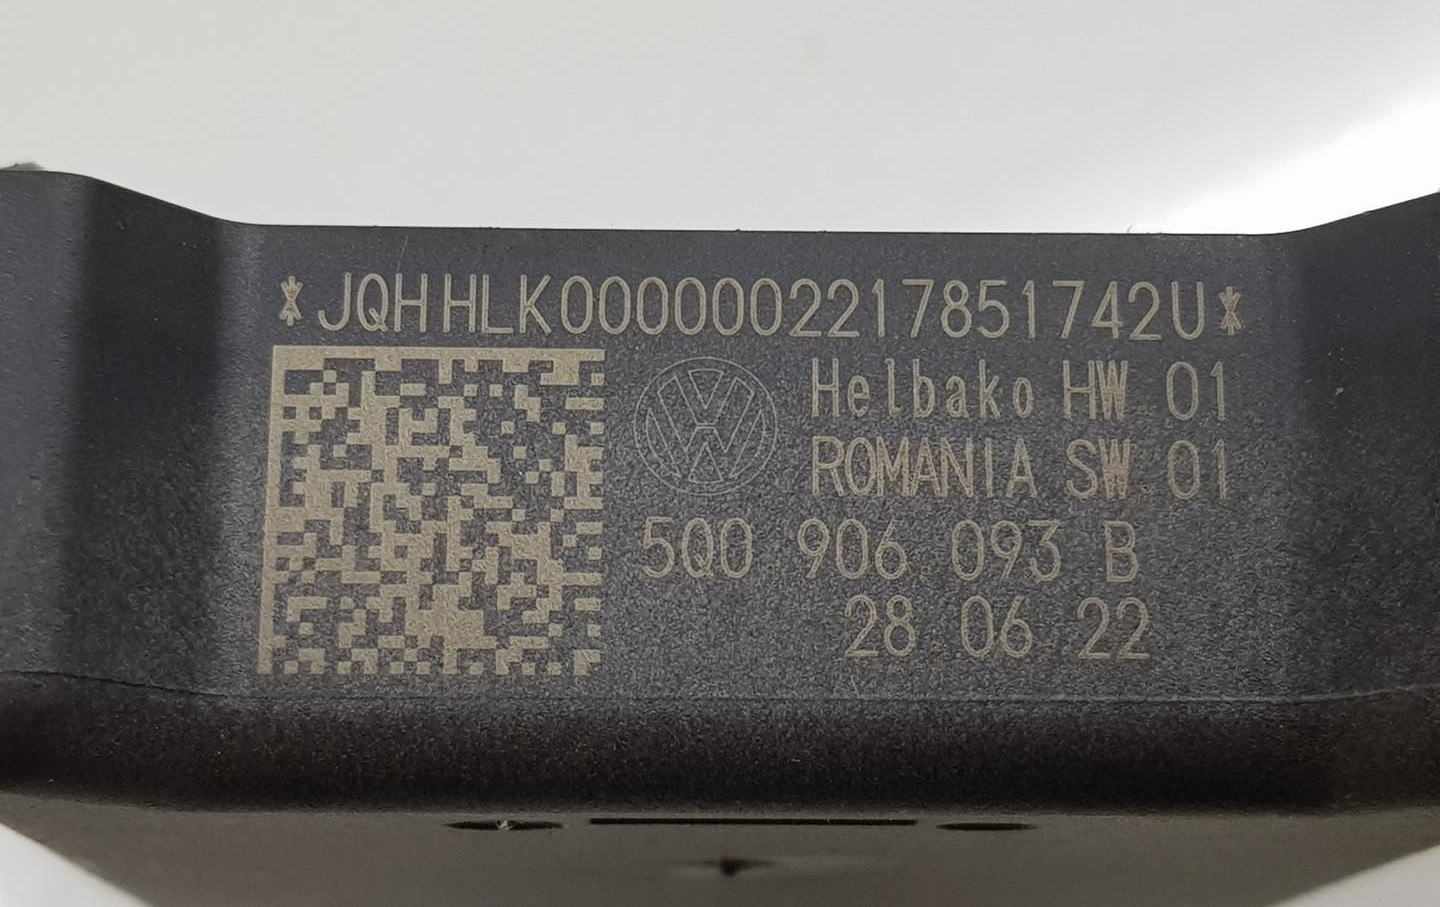 *JQHHLK0000002217851742U*
Helbako HW 01
ROMANIA SW 01
5Q0 906 093 B
28 06 22